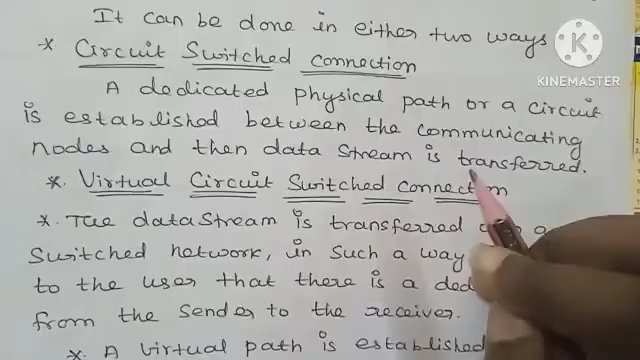 It can be done in either two ways
* Circuit Switched connection
A dedicated physical path or a circuit
is established between the communicating
nodes and then data stream is transferred.
*. Virtual Circuit Switched connection
*. The dataStream is transferred a
Switched network, in such a way
to the user that there is a ded
from the sender to the receiver.
*. A virtual path is established
KINEMASTER